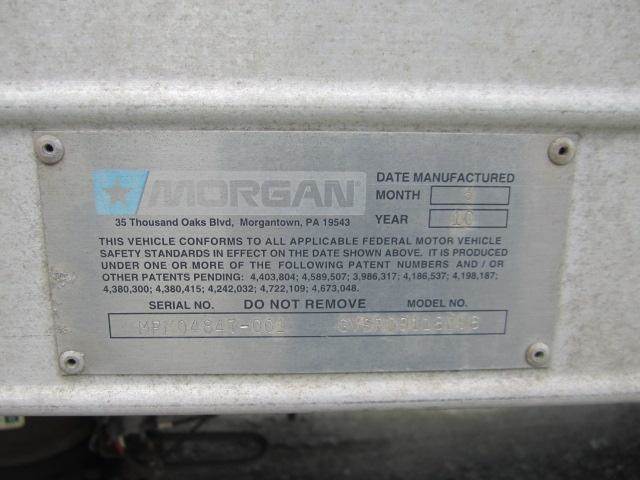 MORGAN
35 Thousand Oaks Blvd, Morgantown, PA 19543
DATE MANUFACTURED
MONTH 3
YEAR 10
THIS VEHICLE CONFORMS TO ALL APPLICABLE FEDERAL MOTOR VEHICLE
SAFETY STANDARDS IN EFFECT ON THE DATE SHOWN ABOVE. IT IS PRODUCED
UNDER ONE OR MORE OF THE FOLLOWING PATENT NUMBERS AND / OR
OTHER PATENTS PENDING: 4,403,804; 4,589,507; 3,986,317; 4,186,537; 4,198,187;
4,380,300; 4,380,415; 4,242,032; 4,722,109; 4,673,048.
SERIAL NO. DO NOT REMOVE MODEL NO.